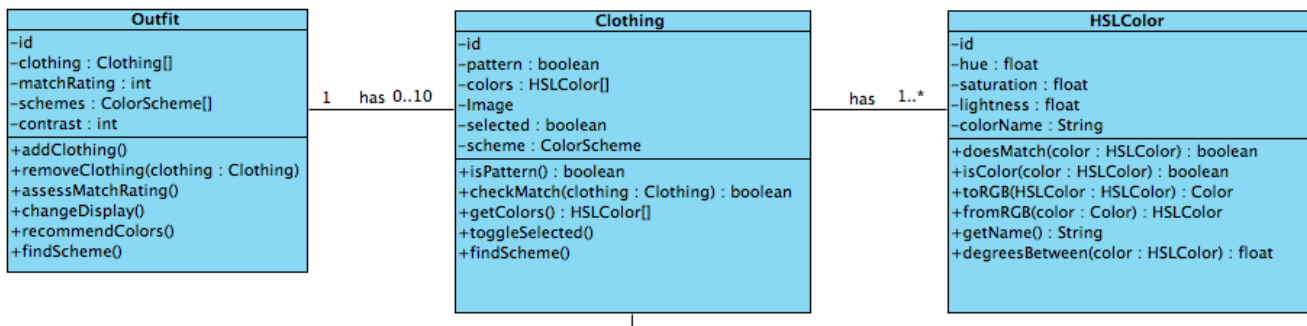 Outfit
-id
-clothing : Clothing[]
-matchRating : int
-schemes : ColorScheme[]
-contrast : int
+addClothing()
+removeClothing(clothing : Clothing)
+assessMatchRating()
+changeDisplay()
+recommendColors()
+findScheme()
1 has 0..10
Clothing
-id
-pattern : boolean
-colors : HSLColor[]
-Image
-selected : boolean
-scheme : ColorScheme
+isPattern() : boolean
+checkMatch(clothing : Clothing) : boolean
+getColors() : HSLColor[]
+toggleSelected()
+findScheme()
has 1..*
HSLColor
-id
-hue : float
-saturation : float
-lightness : float
-colorName : String
+doesMatch(color : HSLColor) : boolean
+isColor(color : HSLColor) : boolean
+toRGB(HSLColor : HSLColor) : Color
+fromRGB(color : Color) : HSLColor
+getName() : String
+degreesBetween(color : HSLColor) : float